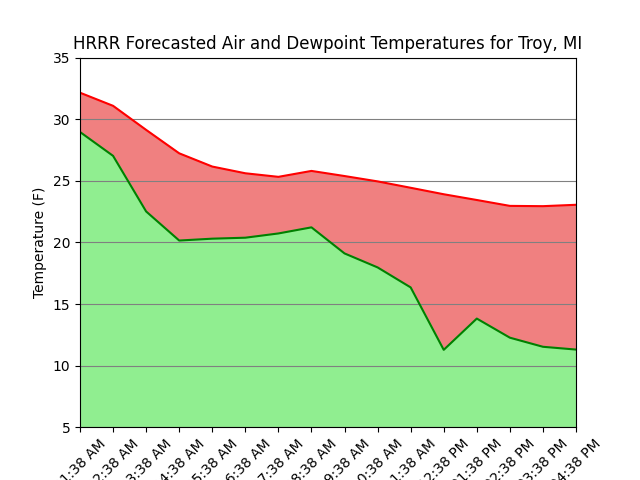 HRRR Forecasted Air and Dewpoint Temperatures for Troy, MI
Temperature (F)
35
30
25
20
15
10
5
1:38 AM
2:38 AM
3:38 AM
4:38 AM
5:38 AM
6:38 AM
7:38 AM
8:38 AM
9:38 AM
0:38 AM
1:38 AM
2:38 PM
01:38 PM
02:38 PM
03:38 PM
04:38 PM